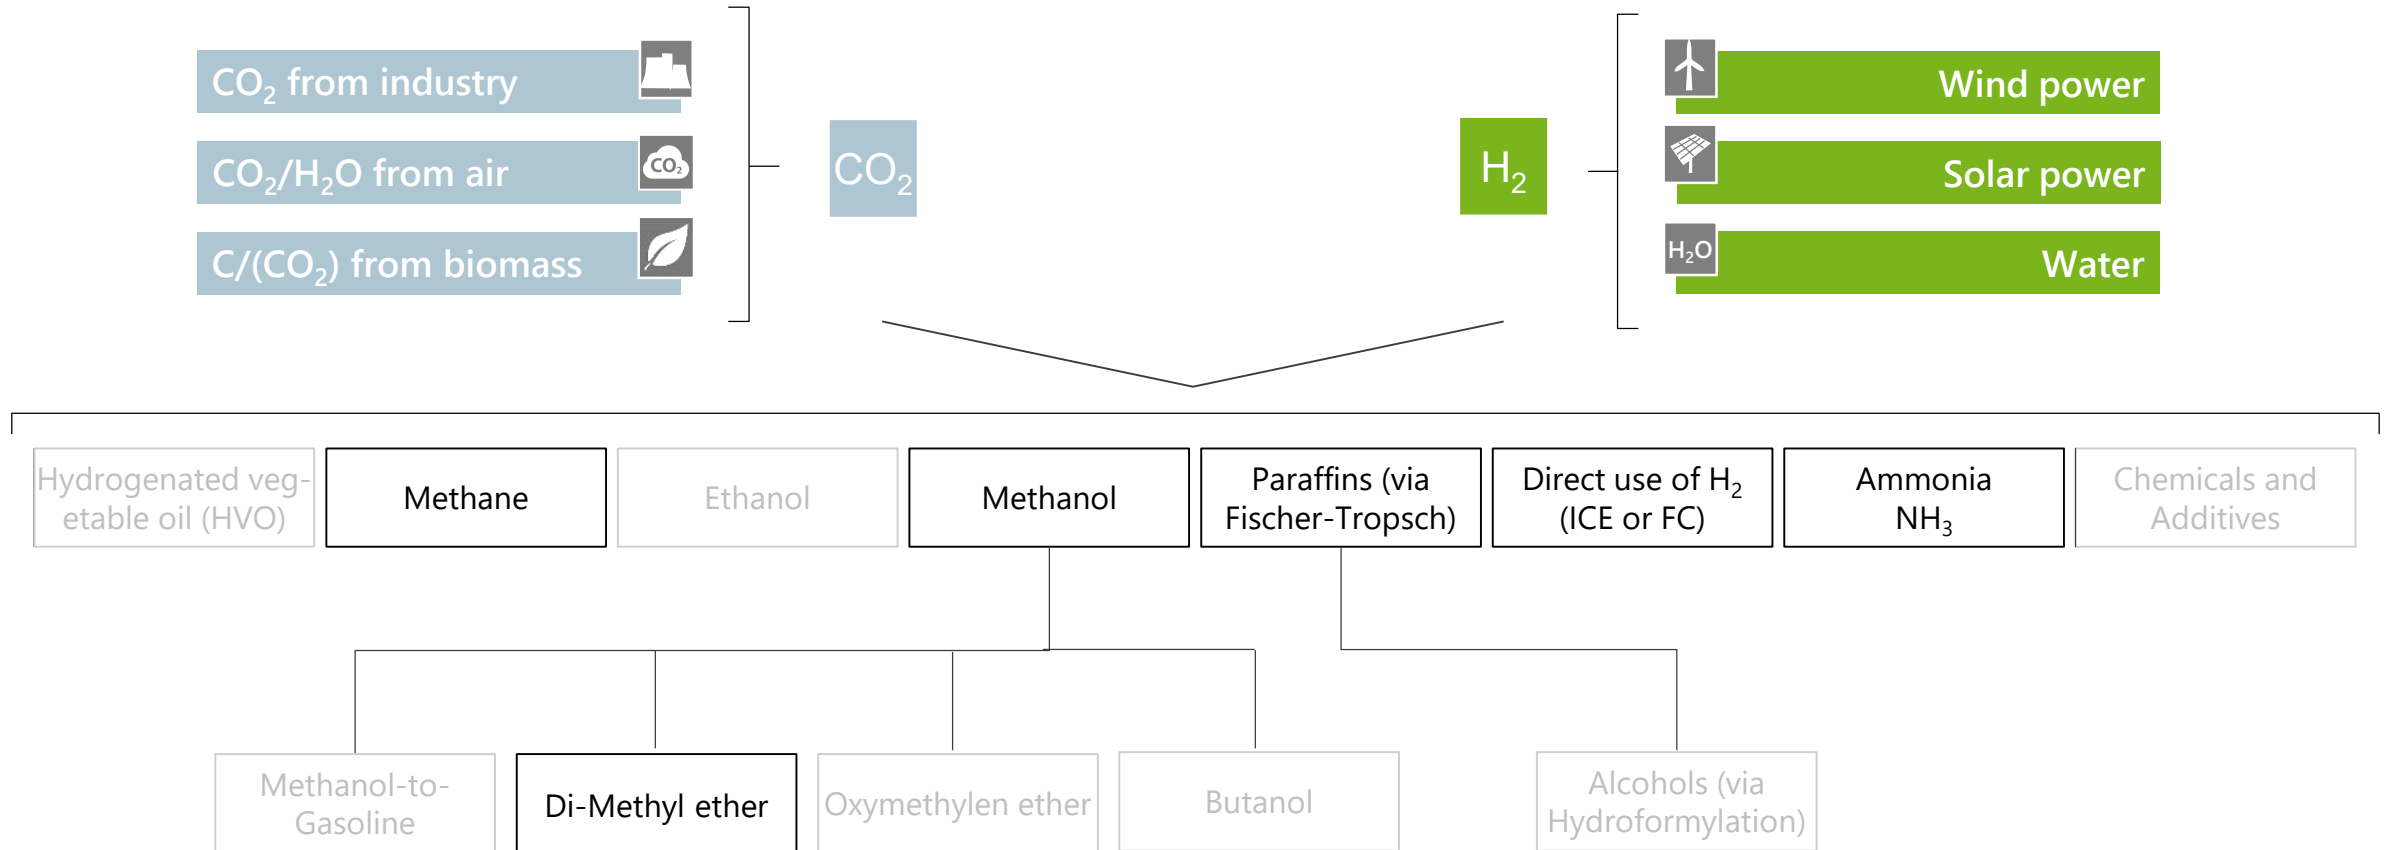 CO₂ from industry
CO₂/H₂O from air
CO₂
C/(CO₂) from biomass
CO₂
H₂
Wind power
Solar power
H₂O
Water
Hydrogenated veg-
etable oil (HVO)
Methane
Ethanol
Methanol
Paraffins (via
Fischer-Tropsch)
Direct use of H₂
(ICE or FC)
Ammonia
NH₃
Chemicals and
Additives
Methanol-to-
Gasoline
Di-Methyl ether
Oxymethylen ether
Butanol
Alcohols (via
Hydroformylation)